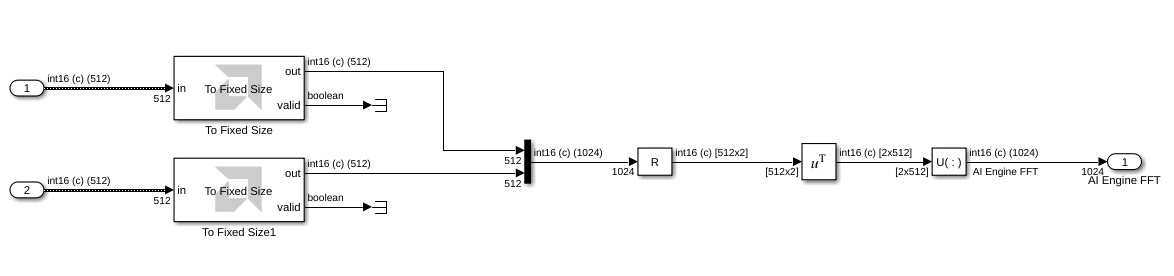 1
int16 (c) (512)
512
in
To Fixed Size
out
valid
To Fixed Size
int16 (c) (512)
boolean
2
int16 (c) (512)
512
in
To Fixed Size
out
valid
To Fixed Size1
int16 (c) (512)
boolean
512
512
int16 (c) (1024)
1024
R
int16 (c) [512x2]
[512x2]
uT
int16 (c) [2x512]
[2x512]
U( : )
int16 (c) (1024)
AI Engine FFT
1024
1
AI Engine FFT